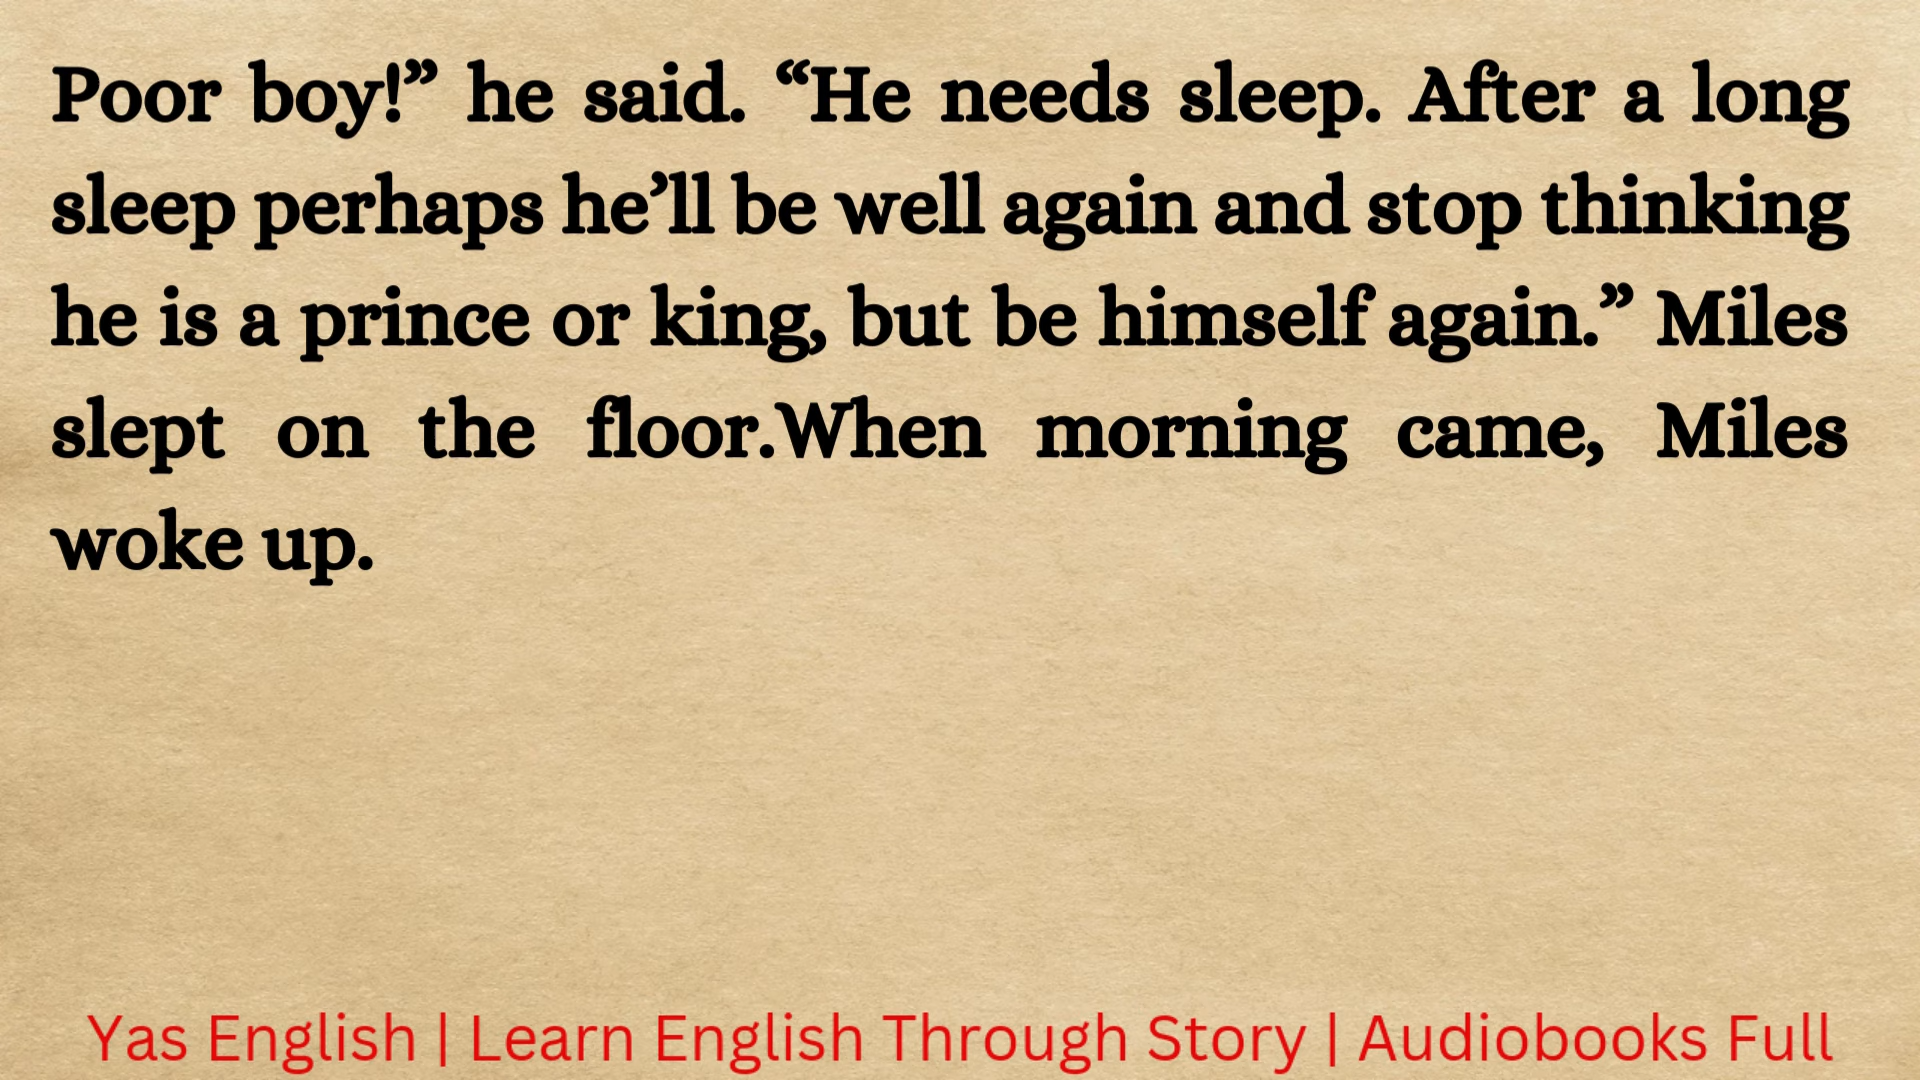 Poor boy!” he said. “He needs sleep. After a long
sleep perhaps he’ll be well again and stop thinking
he is a prince or king, but be himself again.” Miles
slept on the floor.When morning came, Miles
woke up.
Yas English | Learn English Through Story | Audiobooks Full